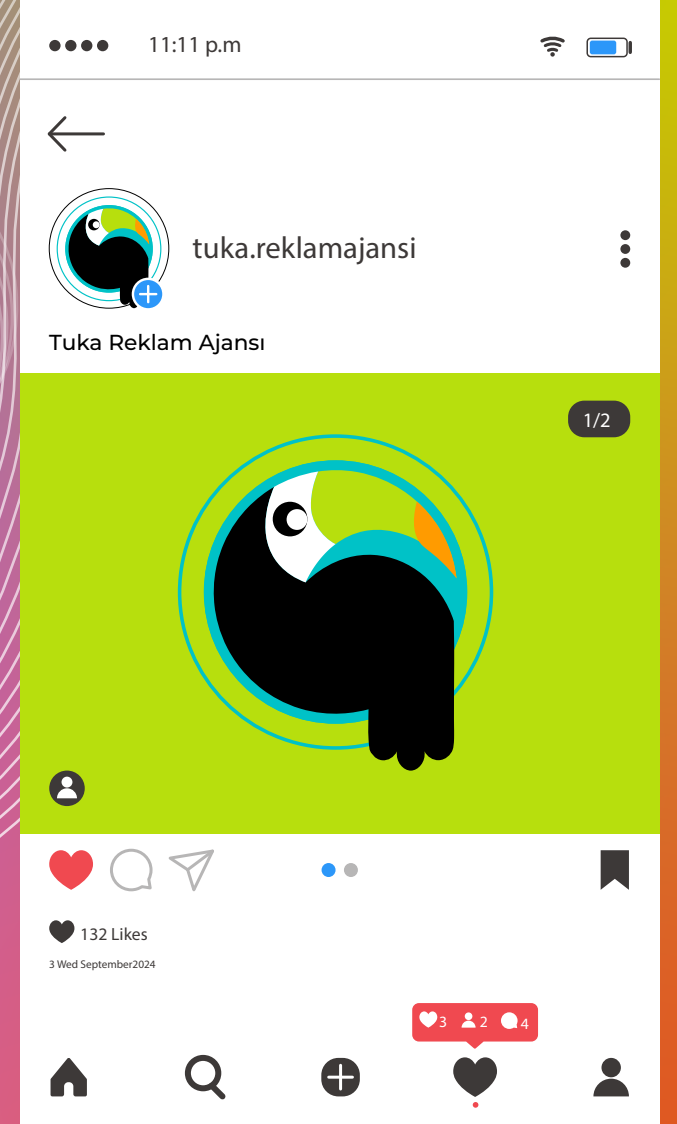 11:11 p.m
tuka.reklamajansi
Tuka Reklam Ajansı
1/2
132 Likes
3 Wed September2024
3 2 4